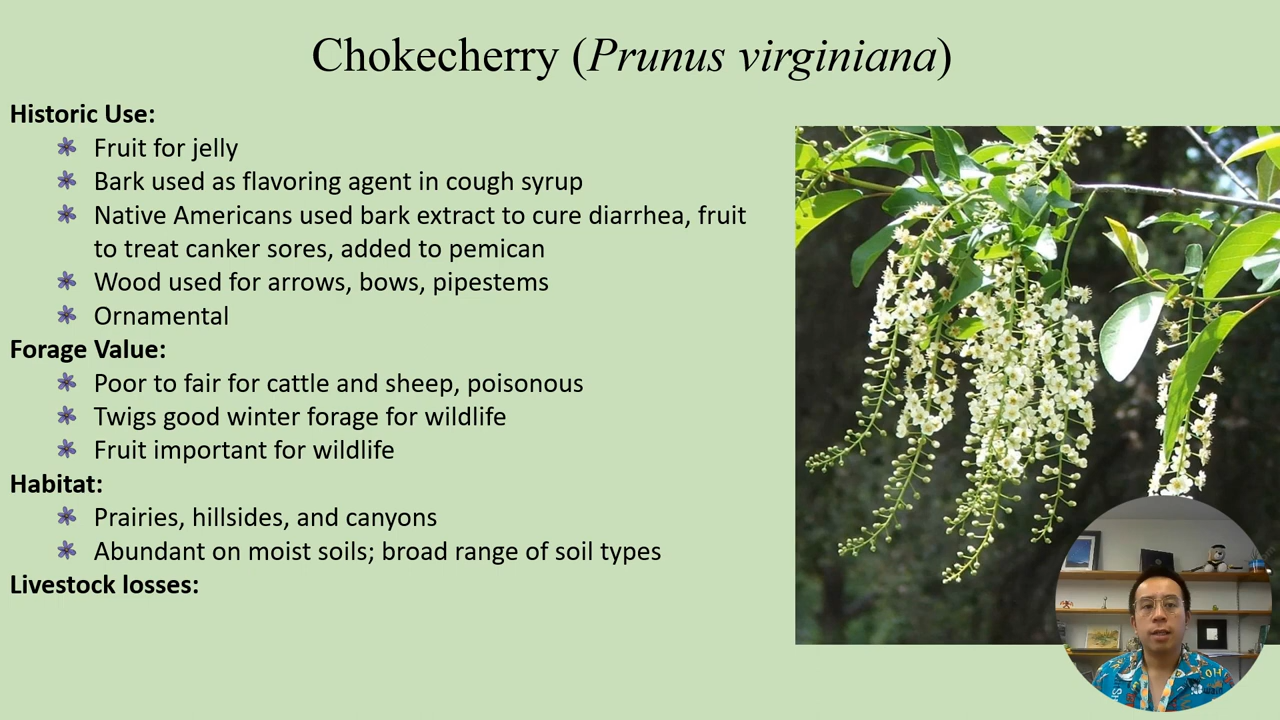 Chokecherry (Prunus virginiana)
Historic Use:
Fruit for jelly
Bark used as flavoring agent in cough syrup
Native Americans used bark extract to cure diarrhea, fruit
to treat canker sores, added to pemican
Wood used for arrows, bows, pipestems
Ornamental
Forage Value:
Poor to fair for cattle and sheep, poisonous
Twigs good winter forage for wildlife
Fruit important for wildlife
Habitat:
Prairies, hillsides, and canyons
Abundant on moist soils; broad range of soil types
Livestock losses: